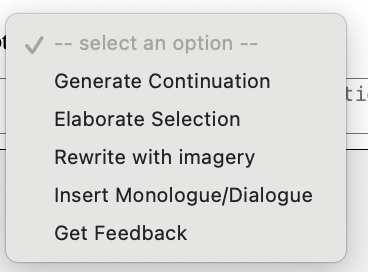 -- select an option --
Generate Continuation
Elaborate Selection
Rewrite with imagery
Insert Monologue/Dialogue
Get Feedback